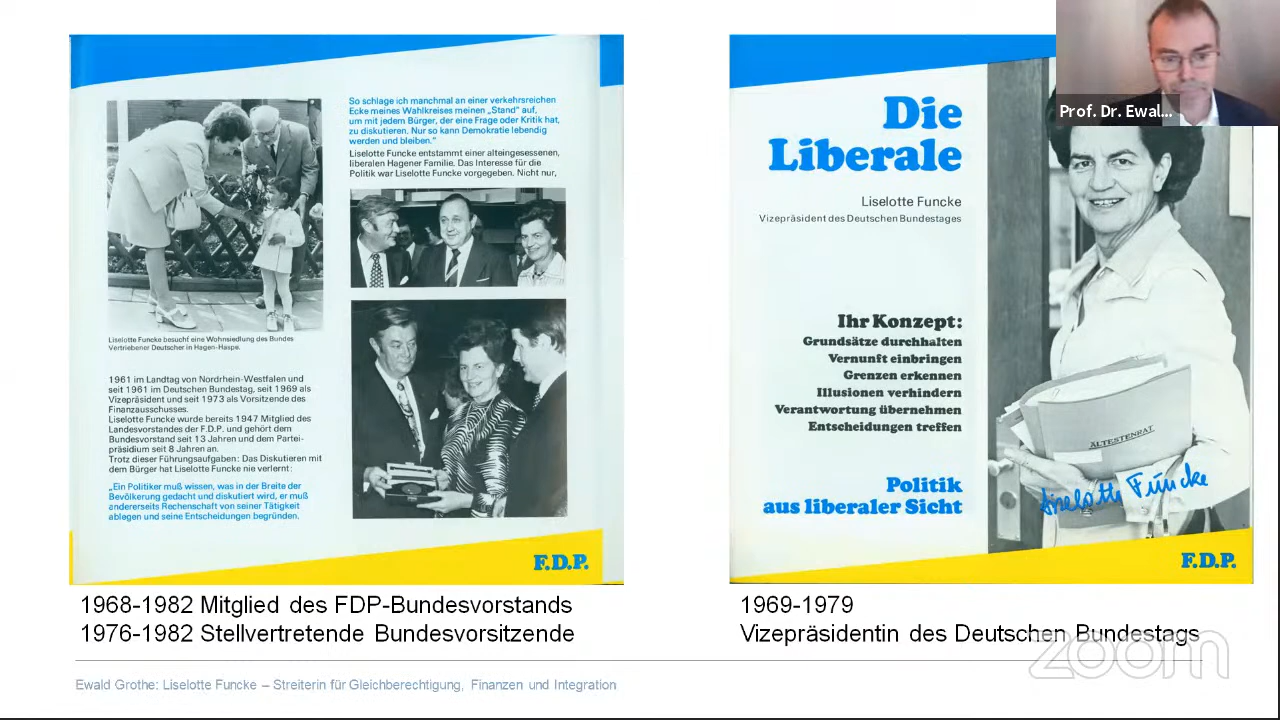 So schlage ich manchmal an einer verkehrsreichen
Ecke meines Wahlkreises meinen „Stand" auf,
um mit jedem Bürger, der eine Frage oder Kritik hat,
zu diskutieren. Nur so kann Demokratie lebendig
werden und bleiben."
Liselotte Funcke entstammt einer alteingesessenen,
liberalen Hagener Familie. Das Interesse für die
Politik war Liselotte Funcke vorgegeben. Nicht nur,
Liselotte Funcke besucht eine Wohnsiedlung des Bundes
Vertriebener Deutscher in Hagen-Haspe.
1961 im Landtag von Nordrhein-Westfalen und
seit 1961 im Deutschen Bundestag, seit 1969 als
Vizepräsident und seit 1973 als Vorsitzende des
Finanzausschusses.
Liselotte Funcke wurde bereits 1947 Mitglied des
Landesvorstandes der F.D.P. und gehört dem
Bundesvorstand seit 13 Jahren und dem Partei-
präsidium seit 8 Jahren an.
Trotz dieser Führungsaufgaben: Das Diskutieren mit
dem Bürger hat Liselotte Funcke nie verlernt:
„Ein Politiker muß wissen, was in der Breite der
Bevölkerung gedacht und diskutiert wird, er muß
andererseits Rechenschaft von seiner Tätigkeit
ablegen und seine Entscheidungen begründen.
F.D.P.
1968-1982 Mitglied des FDP-Bundesvorstands
1976-1982 Stellvertretende Bundesvorsitzende
Die
Liberale
Liselotte Funcke
Vizepräsident des Deutschen Bundestages
Ihr Konzept:
Grundsätze durchhalten
Vernunft einbringen
Grenzen erkennen
Illusionen verhindern
Verantwortung übernehmen
Entscheidungen treffen
Politik
aus liberaler Sicht
ÄLTESTENRAT
Liselotte Funcke
F.D.P.
1969-1979
Vizepräsidentin des Deutschen Bundestags
Prof. Dr. Ewal...
zoom
Ewald Grothe: Liselotte Funcke – Streiterin für Gleichberechtigung, Finanzen und Integration